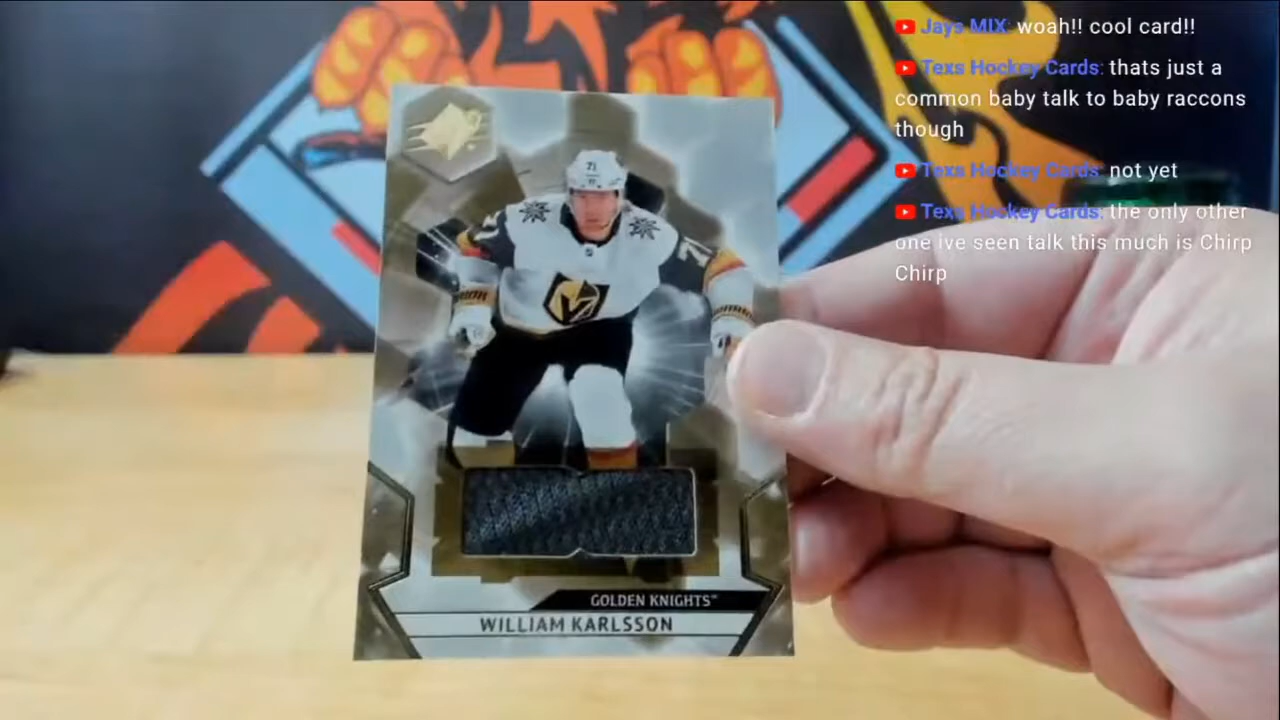 Jays MIX: woah!! cool card!!
Texs Hockey Cards: thats just a
common baby talk to baby raccons
though
Texs Hockey Cards: not yet
Texs Hockey Cards: the only other
one ive seen talk this much is Chirp
Chirp
71
71
GOLDEN KNIGHTS™
WILLIAM KARLSSON